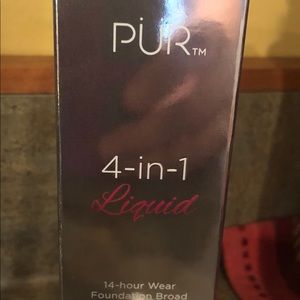 PÜR™
4-in-1
Liquid
14-hour Wear
Foundation Broad